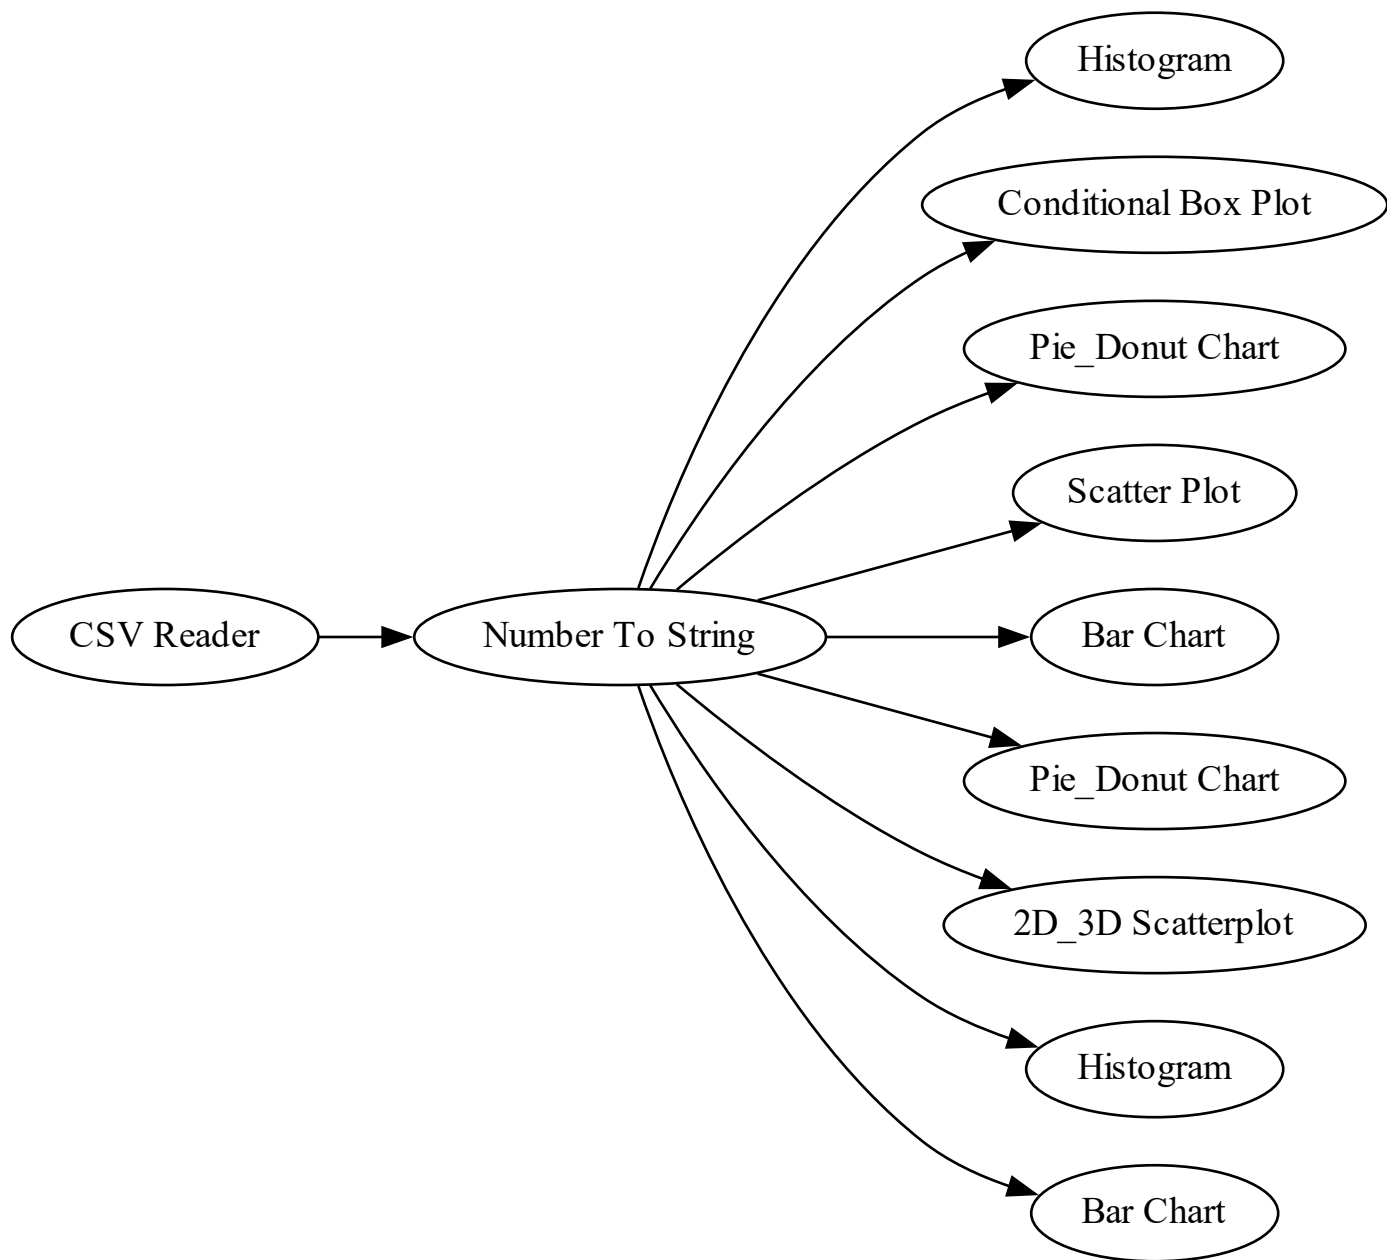 Histogram
Conditional Box Plot
Pie_Donut Chart
Scatter Plot
CSV Reader
Number To String
Bar Chart
Pie_Donut Chart
2D_3D Scatterplot
Histogram
Bar Chart